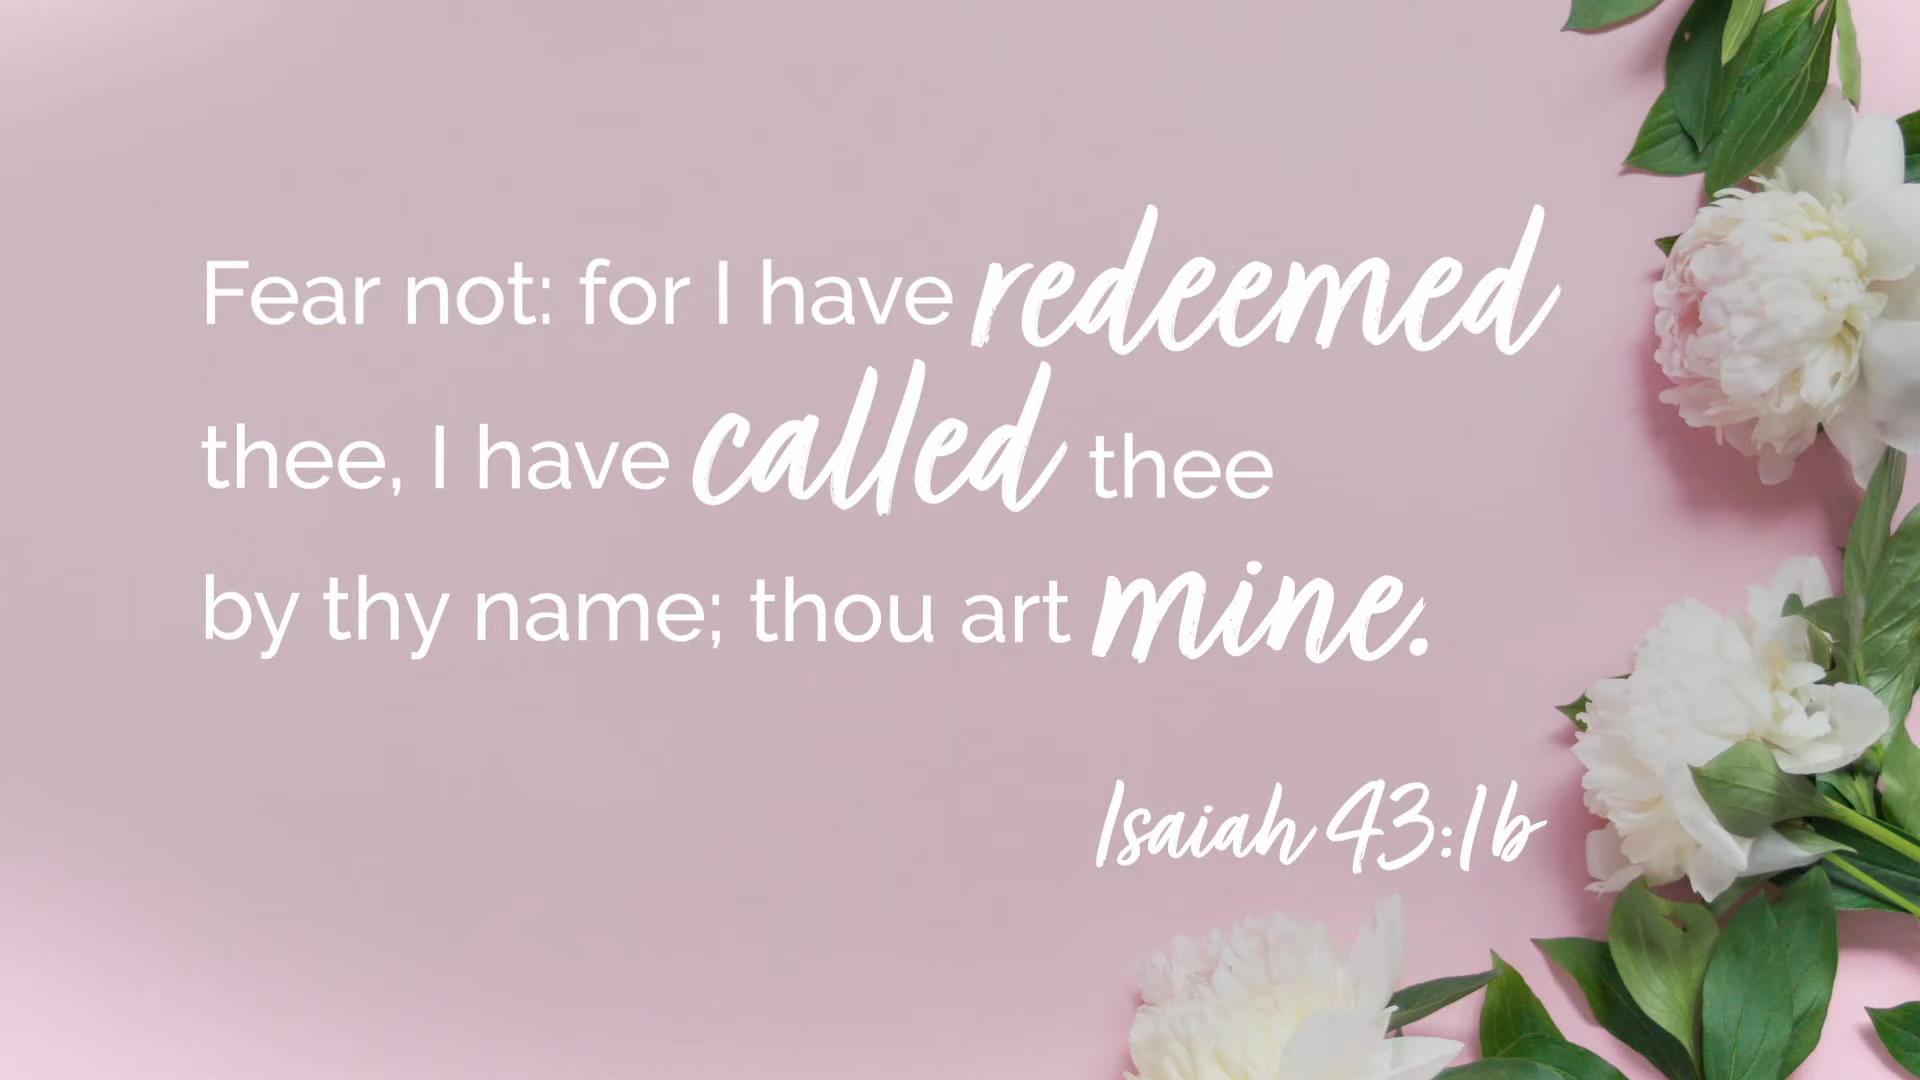 Fear not: for I have redeemed
thee, I have called thee
by thy name; thou art mine.
Isaiah 43:1b